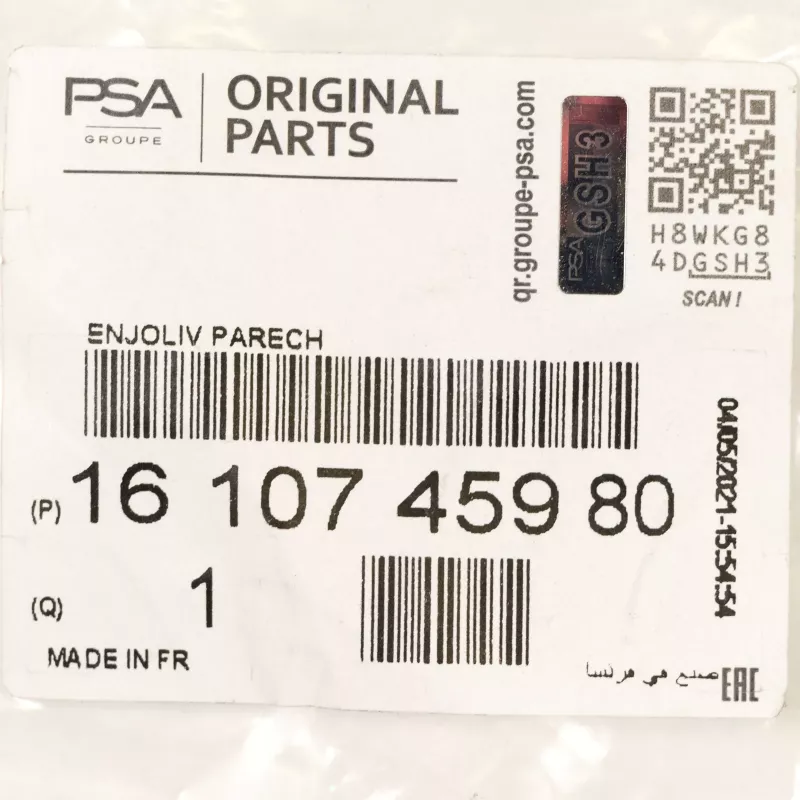 PSA
GROUPE
ORIGINAL
PARTS
qr.groupe-psa.com
PSA GSH3
H8WKG8
4DGSH3
SCAN!
ENJOLIV PARECH
(P) 16 107 459 80
(Q) 1
MADE IN FR
04/05/2021-15:54:54
صنع في فرنسا
EAC